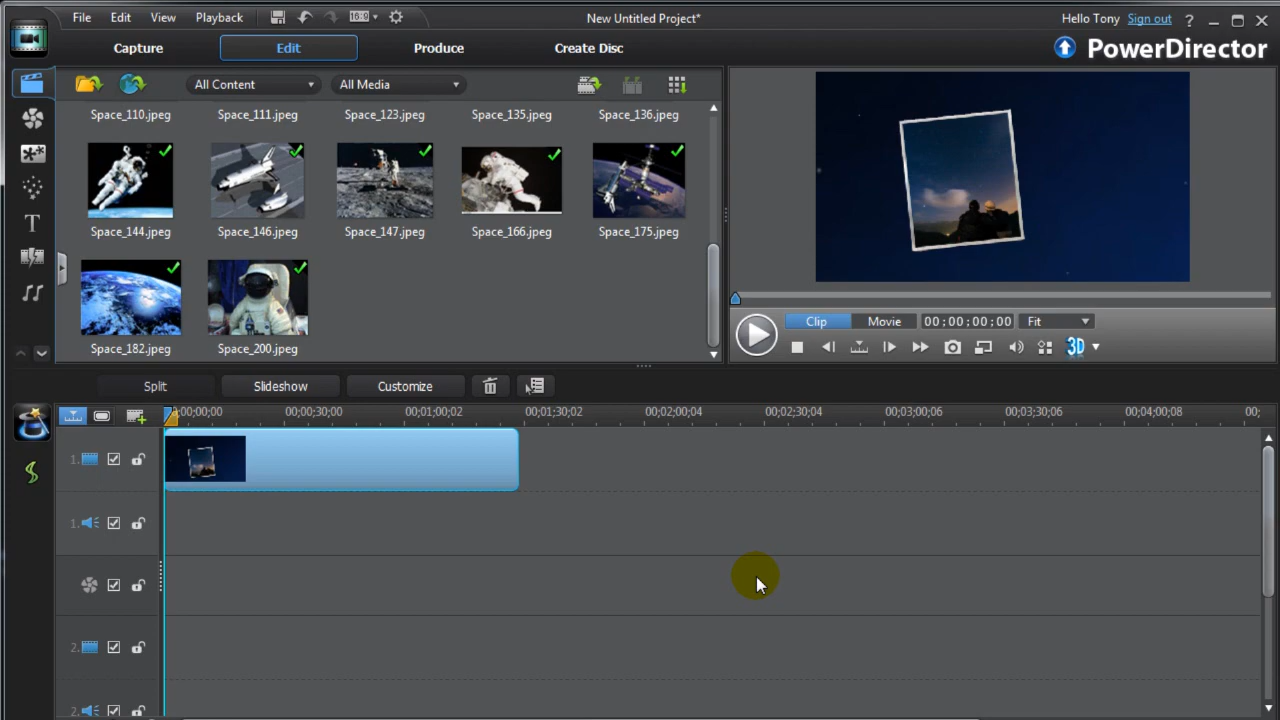 File Edit View Playback 16:9 New Untitled Project* Hello Tony Sign out ?
Capture Edit Produce Create Disc PowerDirector
All Content All Media
Space_110.jpeg Space_111.jpeg Space_123.jpeg Space_135.jpeg Space_136.jpeg
Space_144.jpeg Space_146.jpeg Space_147.jpeg Space_166.jpeg Space_175.jpeg
Space_182.jpeg Space_200.jpeg
Clip Movie 00;00;00;00 Fit
3D
Split Slideshow Customize
00;00;00 00;00;30;00 00;01;00;02 00;01;30;02 00;02;00;04 00;02;30;04 00;03;00;06 00;03;30;06 00;04;00;08 00;
1.
1.
T
2.
2.